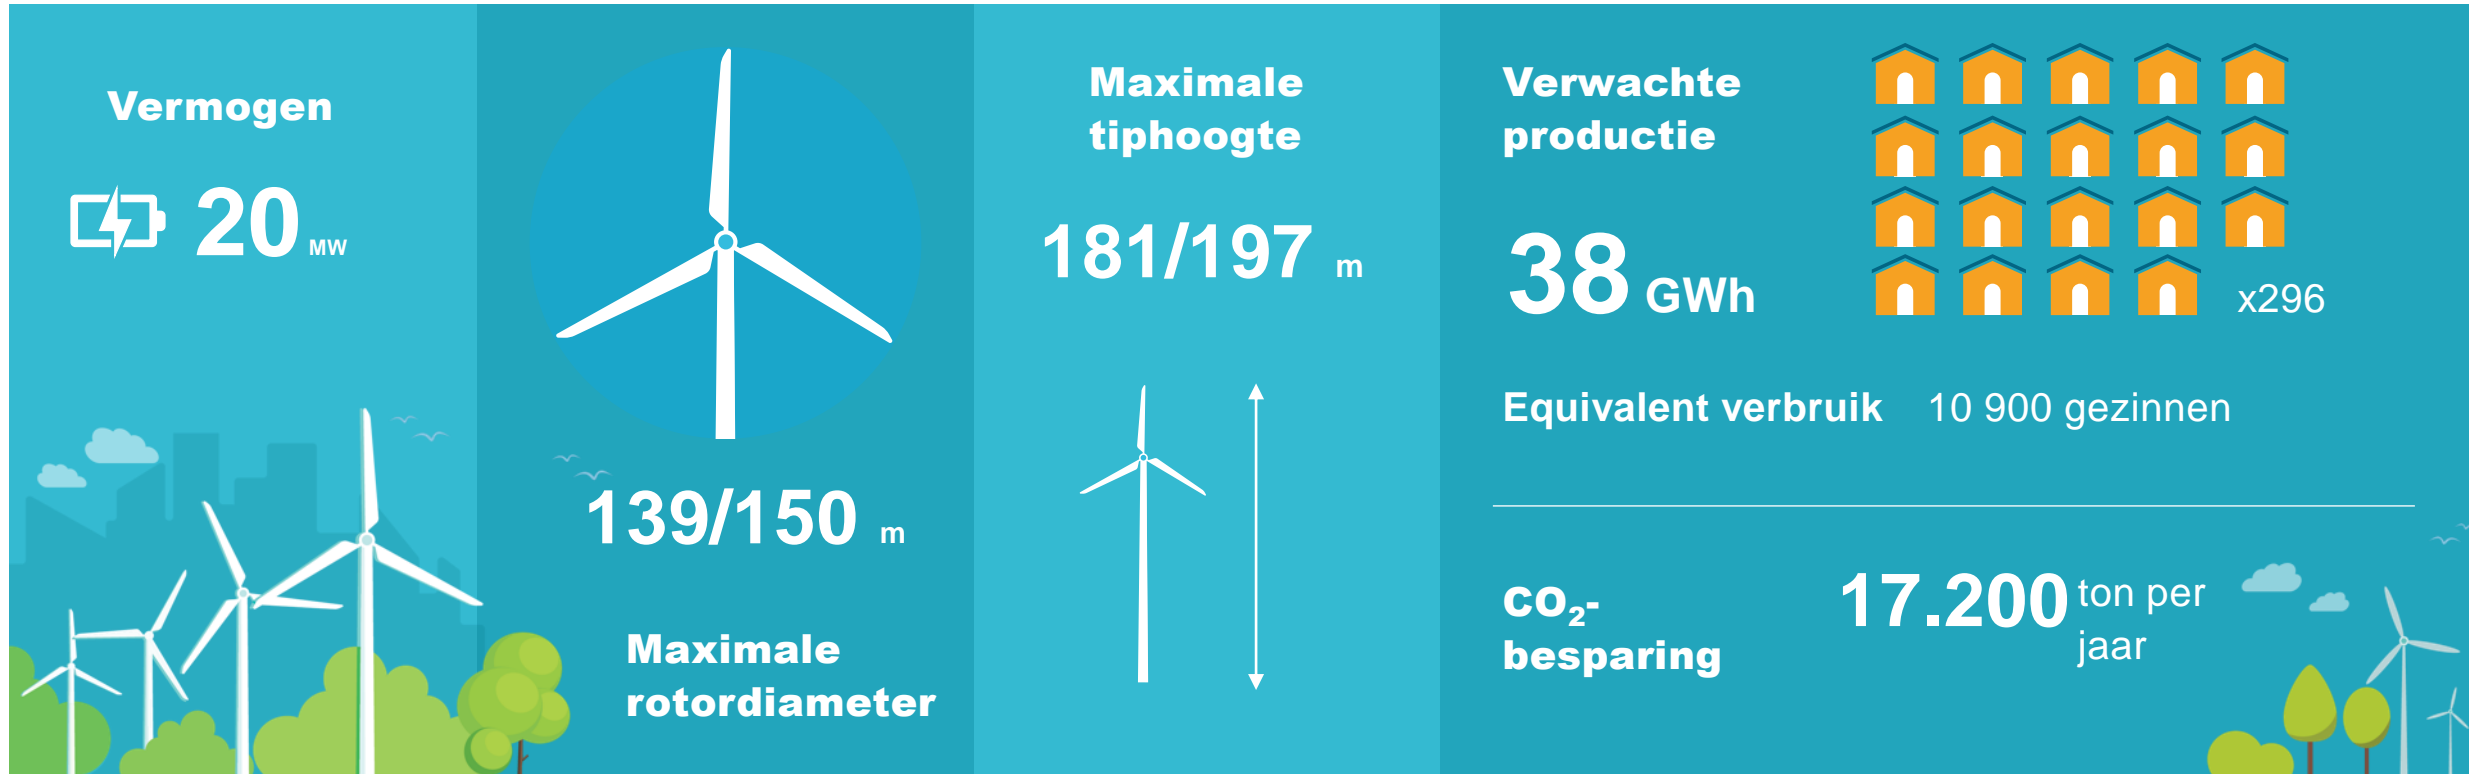 Vermogen
20 MW
139/150 m
Maximale
rotordiameter
Maximale
tiphoogte
181/197 m
Verwachte
productie
38 GWh
x296
Equivalent verbruik 10 900 gezinnen
CO₂-
besparing
17.200 ton per
jaar